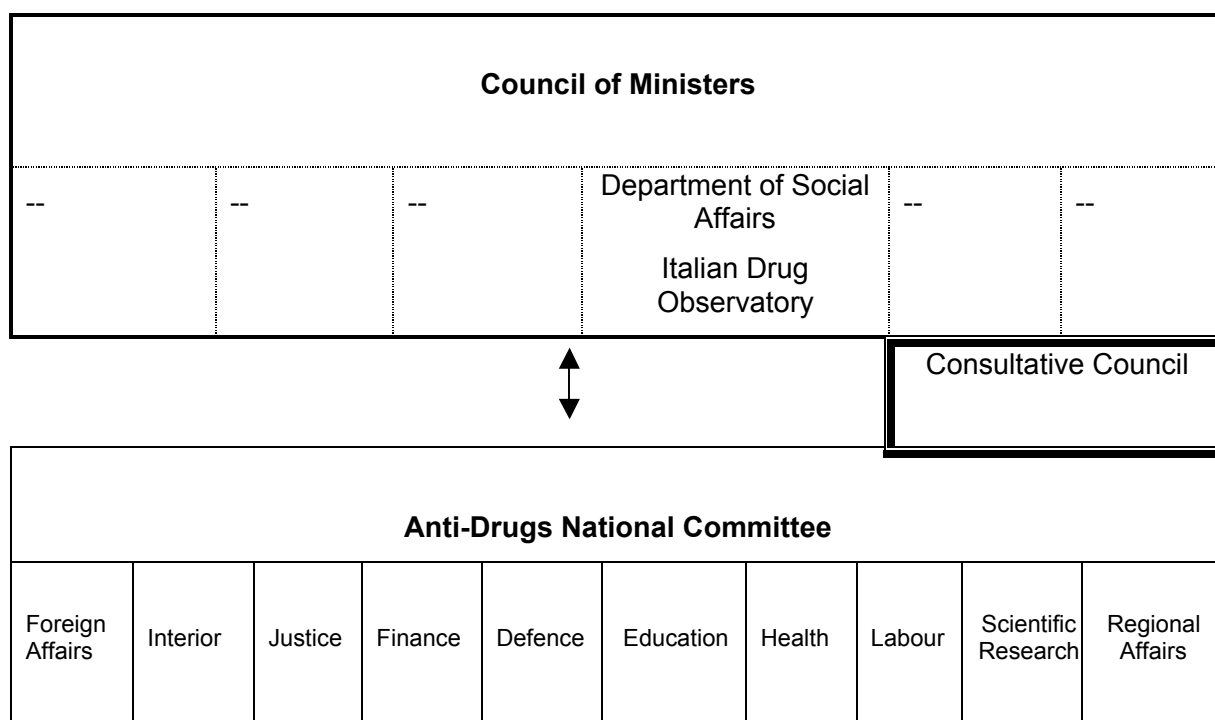 Council of Ministers
--
--
--
Department of Social
Affairs
Italian Drug
Observatory
--
--
Consultative Council
Anti-Drugs National Committee
Foreign
Affairs
Interior
Justice
Finance
Defence
Education
Health
Labour
Scientific
Research
Regional
Affairs